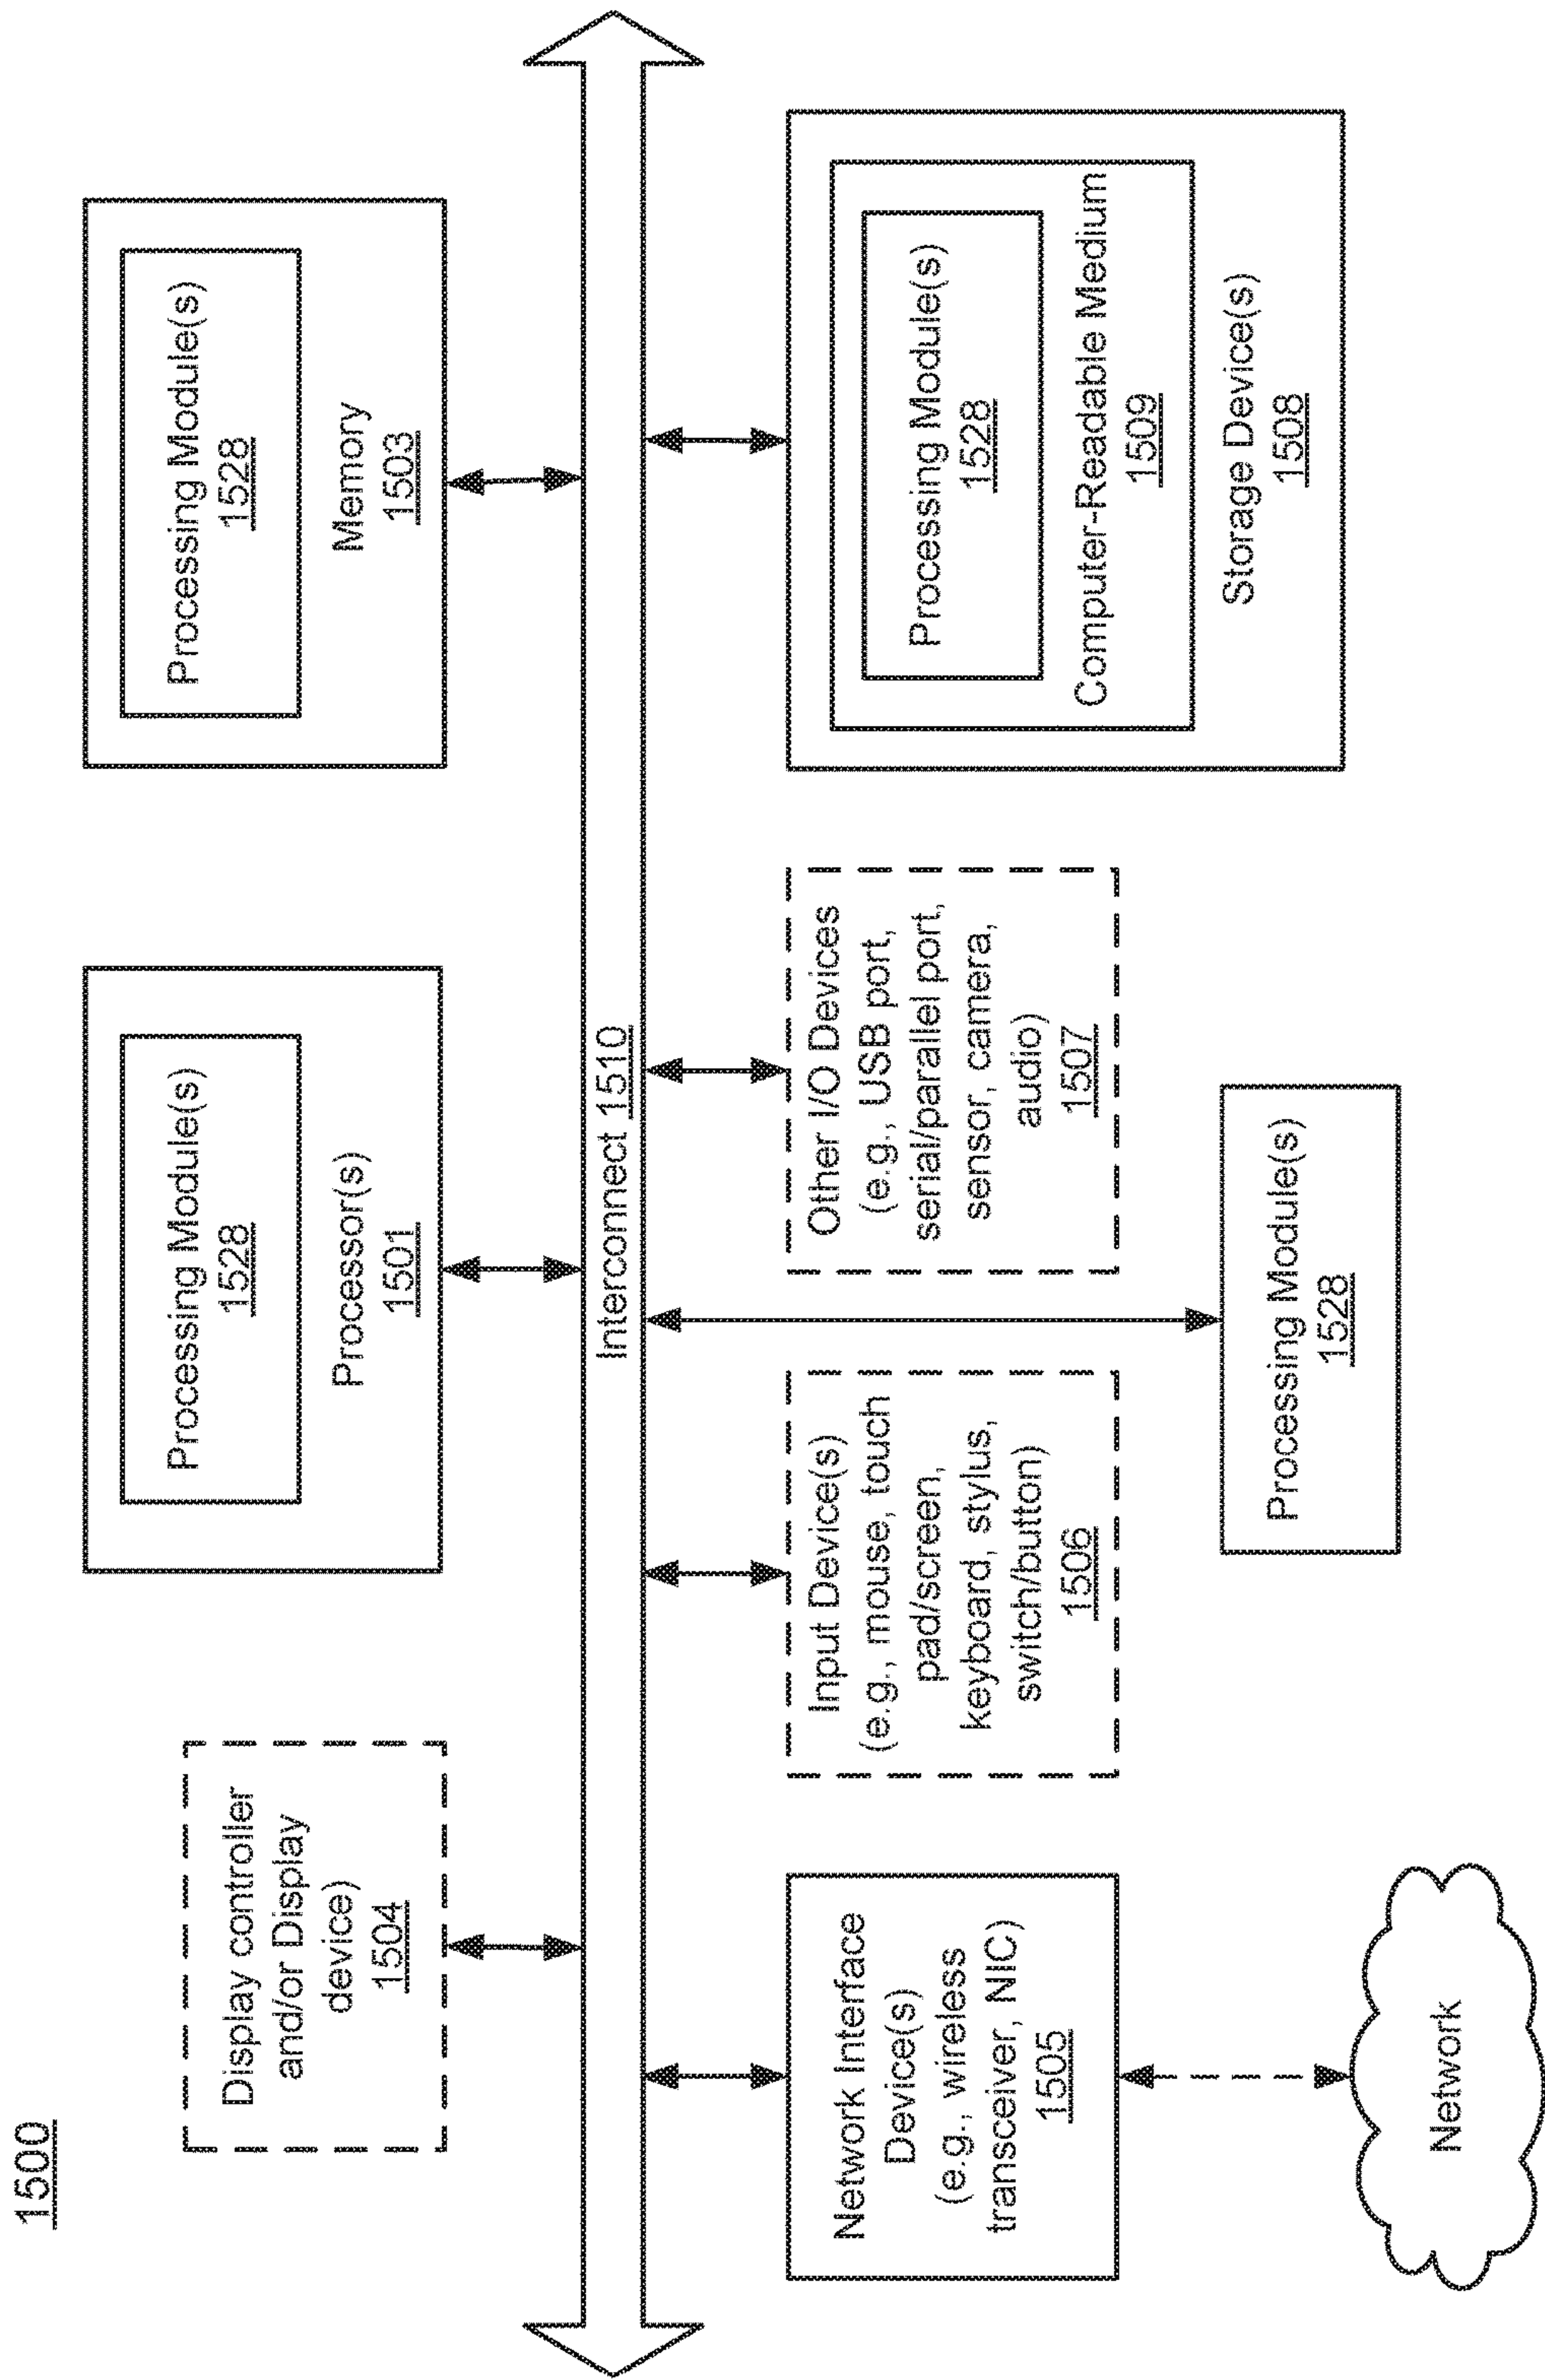 1500
Processing Module(s)
1528
Processor(s)
1501
Processing Module(s)
1528
Memory
1503
Display controller
and/or Display
device)
1504
Interconnect 1510
Network Interface
Device(s)
(e.g., wireless
transceiver, NIC)
1505
Input Device(s)
(e.g., mouse, touch
pad/screen,
keyboard, stylus,
switch/button)
1506
Other I/O Devices
(e.g., USB port,
serial/parallel port,
sensor, camera,
audio)
1507
Processing Module(s)
1528
Computer-Readable Medium
1509
Storage Device(s)
1508
Processing Module(s)
1528
Network